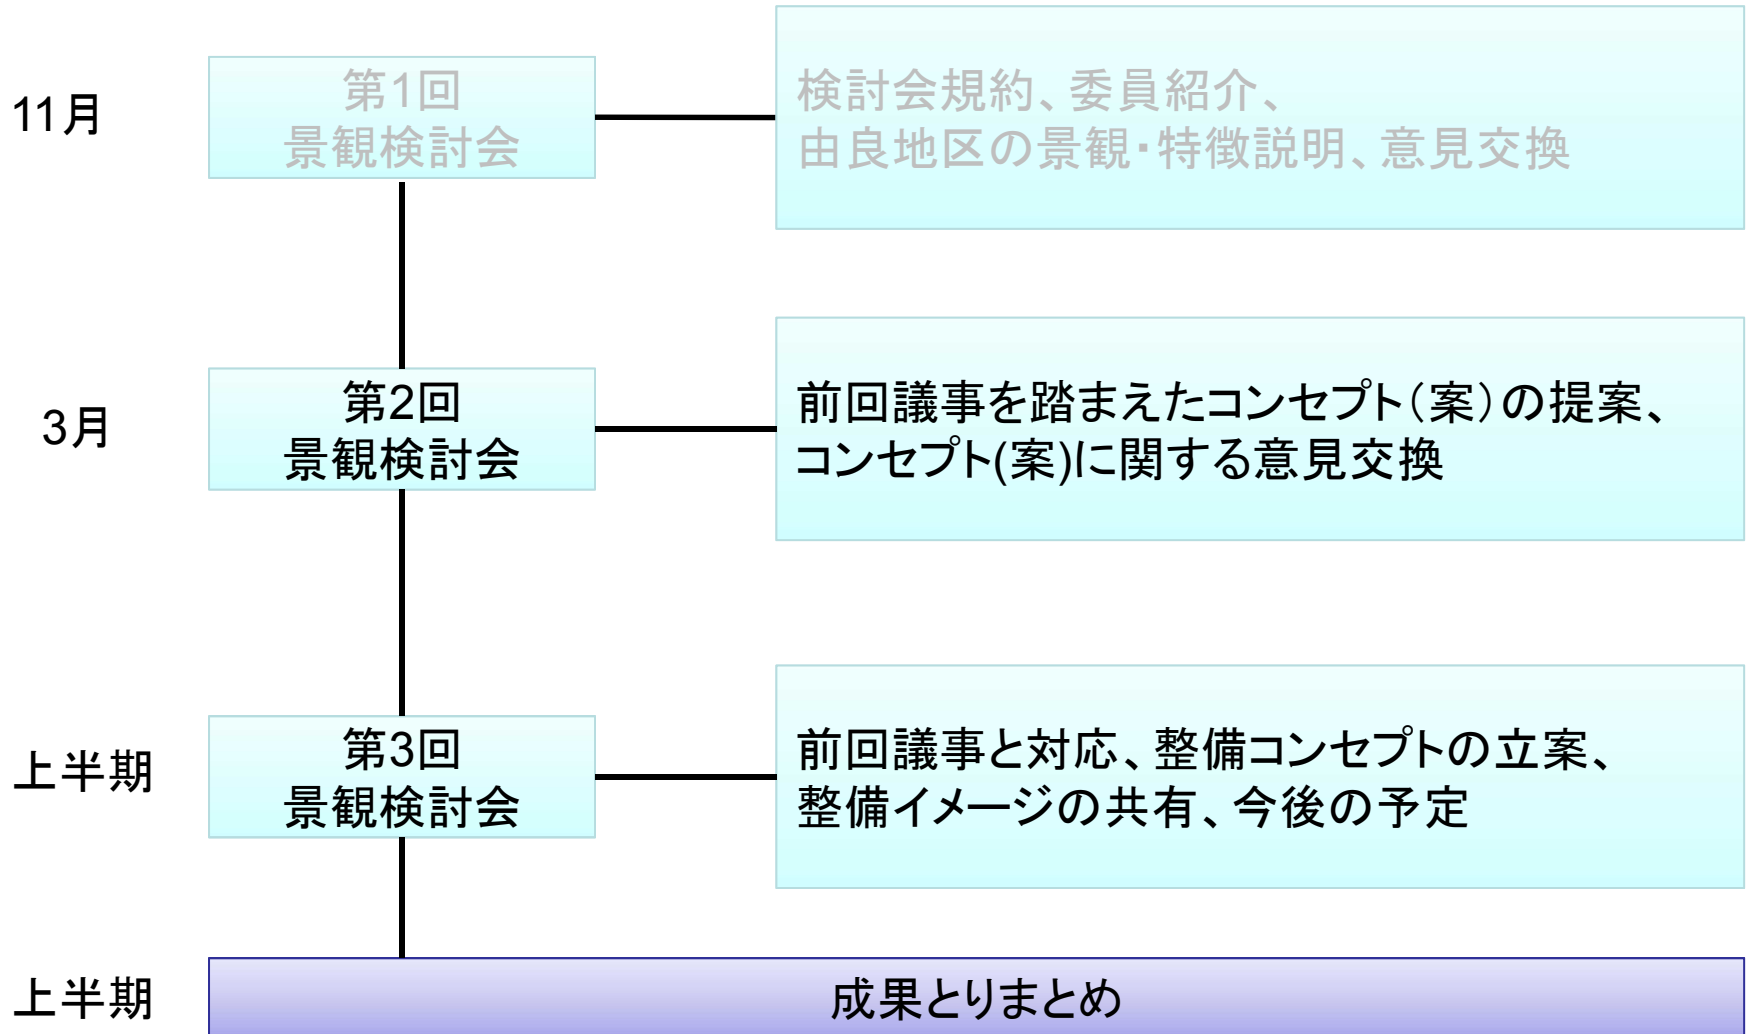 11月
第1回
景観検討会
検討会規約、委員紹介、
由良地区の景観・特徴説明、意見交換
3月
第2回
景観検討会
前回議事を踏まえたコンセプト（案）の提案、
コンセプト(案)に関する意見交換
上半期
第3回
景観検討会
前回議事と対応、整備コンセプトの立案、
整備イメージの共有、今後の予定
上半期
成果とりまとめ